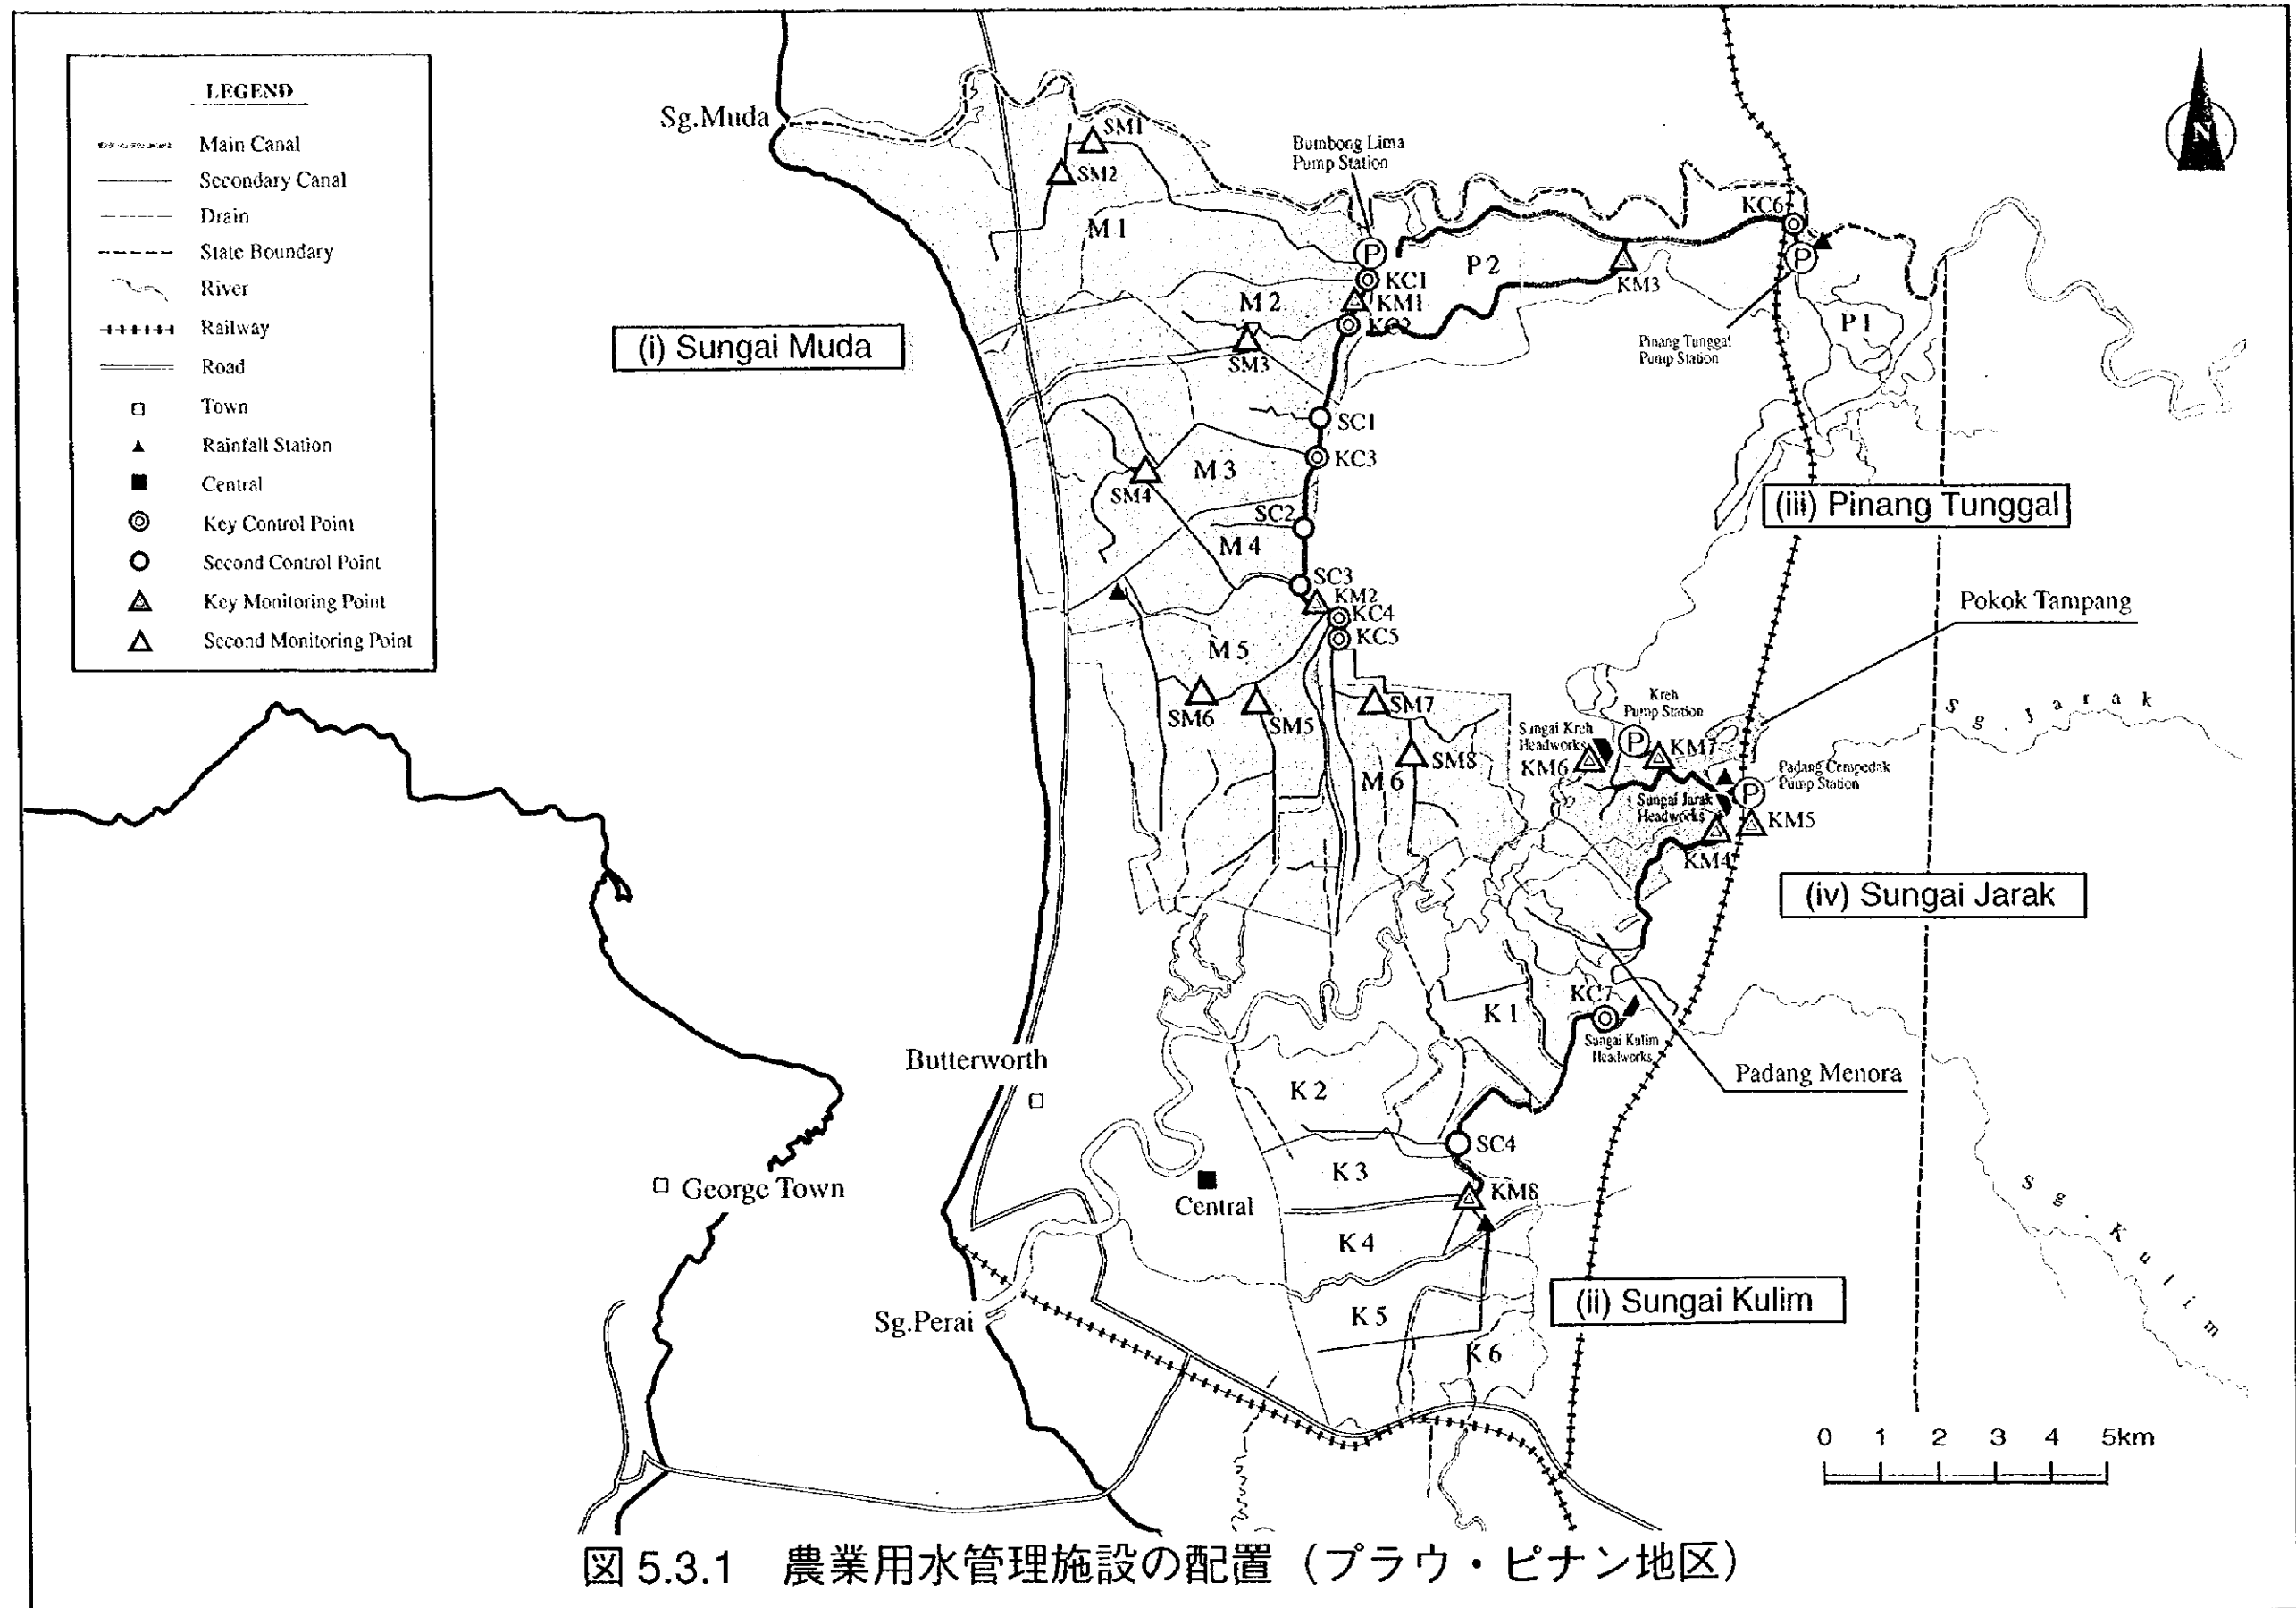 LEGEND
Main Canal
Secondary Canal
Drain
State Boundary
River
Railway
Road
Town
Rainfall Station
Central
Key Control Point
Second Control Point
Key Monitoring Point
Second Monitoring Point
N
Sg.Muda
SM1
SM2
M 1
Bumbong Lima
Pump Station
P
KC1
KM1
KC2
M 2
SM3
P 2
KM3
KC6
P
Pinang Tunggal
Pump Station
P 1
(i) Sungai Muda
SC1
KC3
M 3
SM4
SC2
M 4
SC3
KM2
KC4
KC5
(iii) Pinang Tunggal
Pokok Tampang
M 5
SM6
SM5
SM7
SM8
M 6
Kreh
Pump Station
P
Sungai Kreh
Headworks
KM6
KM7
Sg. Jarak
Padang Cempedak
Pump Station
P
Sungai Jarak
Headworks
KM5
KM4
(iv) Sungai Jarak
K 1
KC7
Sungai Kulim
Headworks
Padang Menora
Butterworth
K 2
SC4
K 3
KM8
Central
George Town
K 4
Sg. Kulim
(ii) Sungai Kulim
K 5
Sg.Perai
K 6
0 1 2 3 4 5km
図 5.3.1 農業用水管理施設の配置（プラウ・ピナン地区）